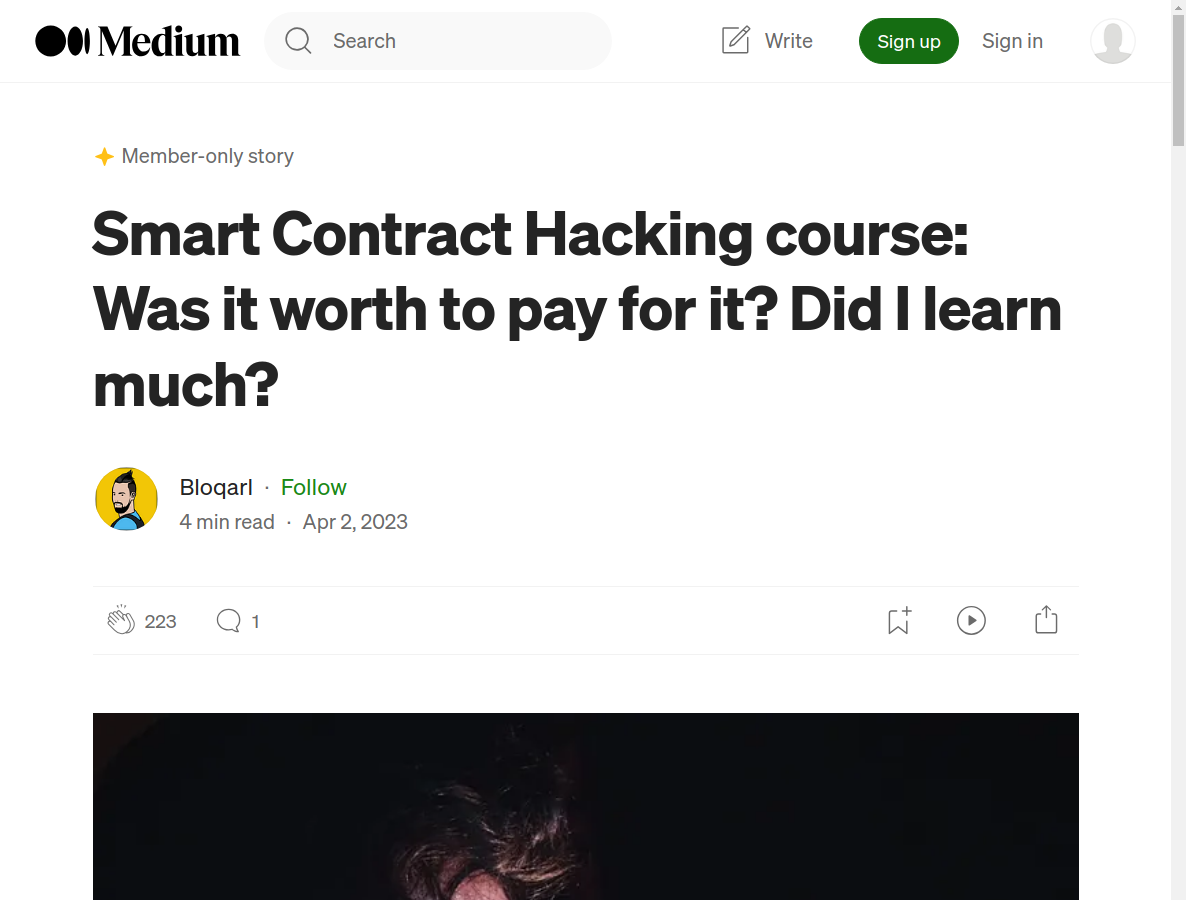 Medium
Search
Write
Sign up
Sign in
Member-only story
Smart Contract Hacking course:
Was it worth to pay for it? Did I learn
much?
Bloqarl · Follow
4 min read · Apr 2, 2023
223
1